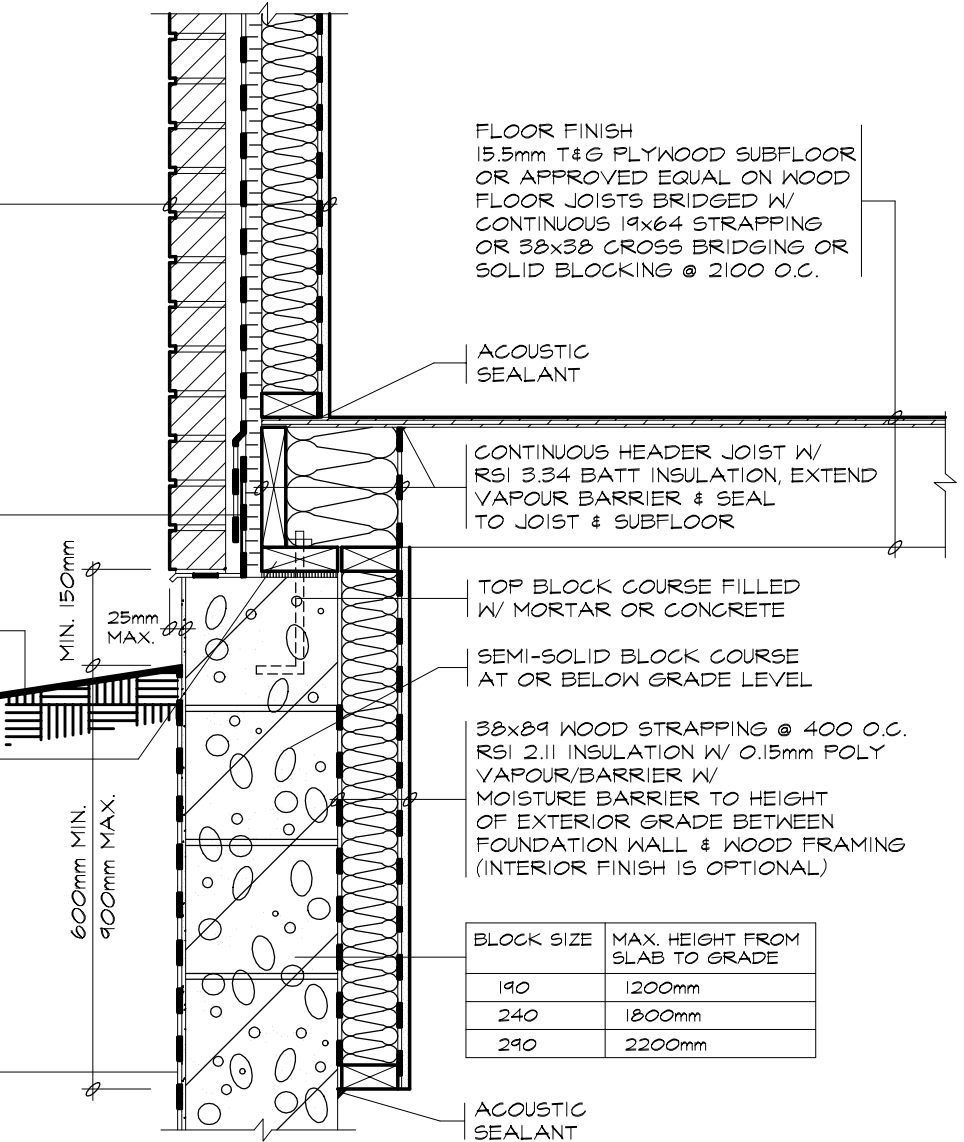 FLOOR FINISH
15.5mm T&G PLYWOOD SUBFLOOR
OR APPROVED EQUAL ON WOOD
FLOOR JOISTS BRIDGED W/
CONTINUOUS 19x64 STRAPPING
OR 38x38 CROSS BRIDGING OR
SOLID BLOCKING @ 2100 O.C.
ACOUSTIC
SEALANT
CONTINUOUS HEADER JOIST W/
RSI 3.34 BATT INSULATION, EXTEND
VAPOUR BARRIER & SEAL
TO JOIST & SUBFLOOR
MIN. 150mm
25mm
MAX.
TOP BLOCK COURSE FILLED
W/ MORTAR OR CONCRETE
SEMI-SOLID BLOCK COURSE
AT OR BELOW GRADE LEVEL
38x89 WOOD STRAPPING @ 400 O.C.
RSI 2.11 INSULATION W/ 0.15mm POLY
VAPOUR/BARRIER W/
MOISTURE BARRIER TO HEIGHT
OF EXTERIOR GRADE BETWEEN
FOUNDATION WALL & WOOD FRAMING
(INTERIOR FINISH IS OPTIONAL)
600mm MIN.
900mm MAX.
BLOCK SIZE MAX. HEIGHT FROM
SLAB TO GRADE
190 1200mm
240 1800mm
290 2200mm
ACOUSTIC
SEALANT